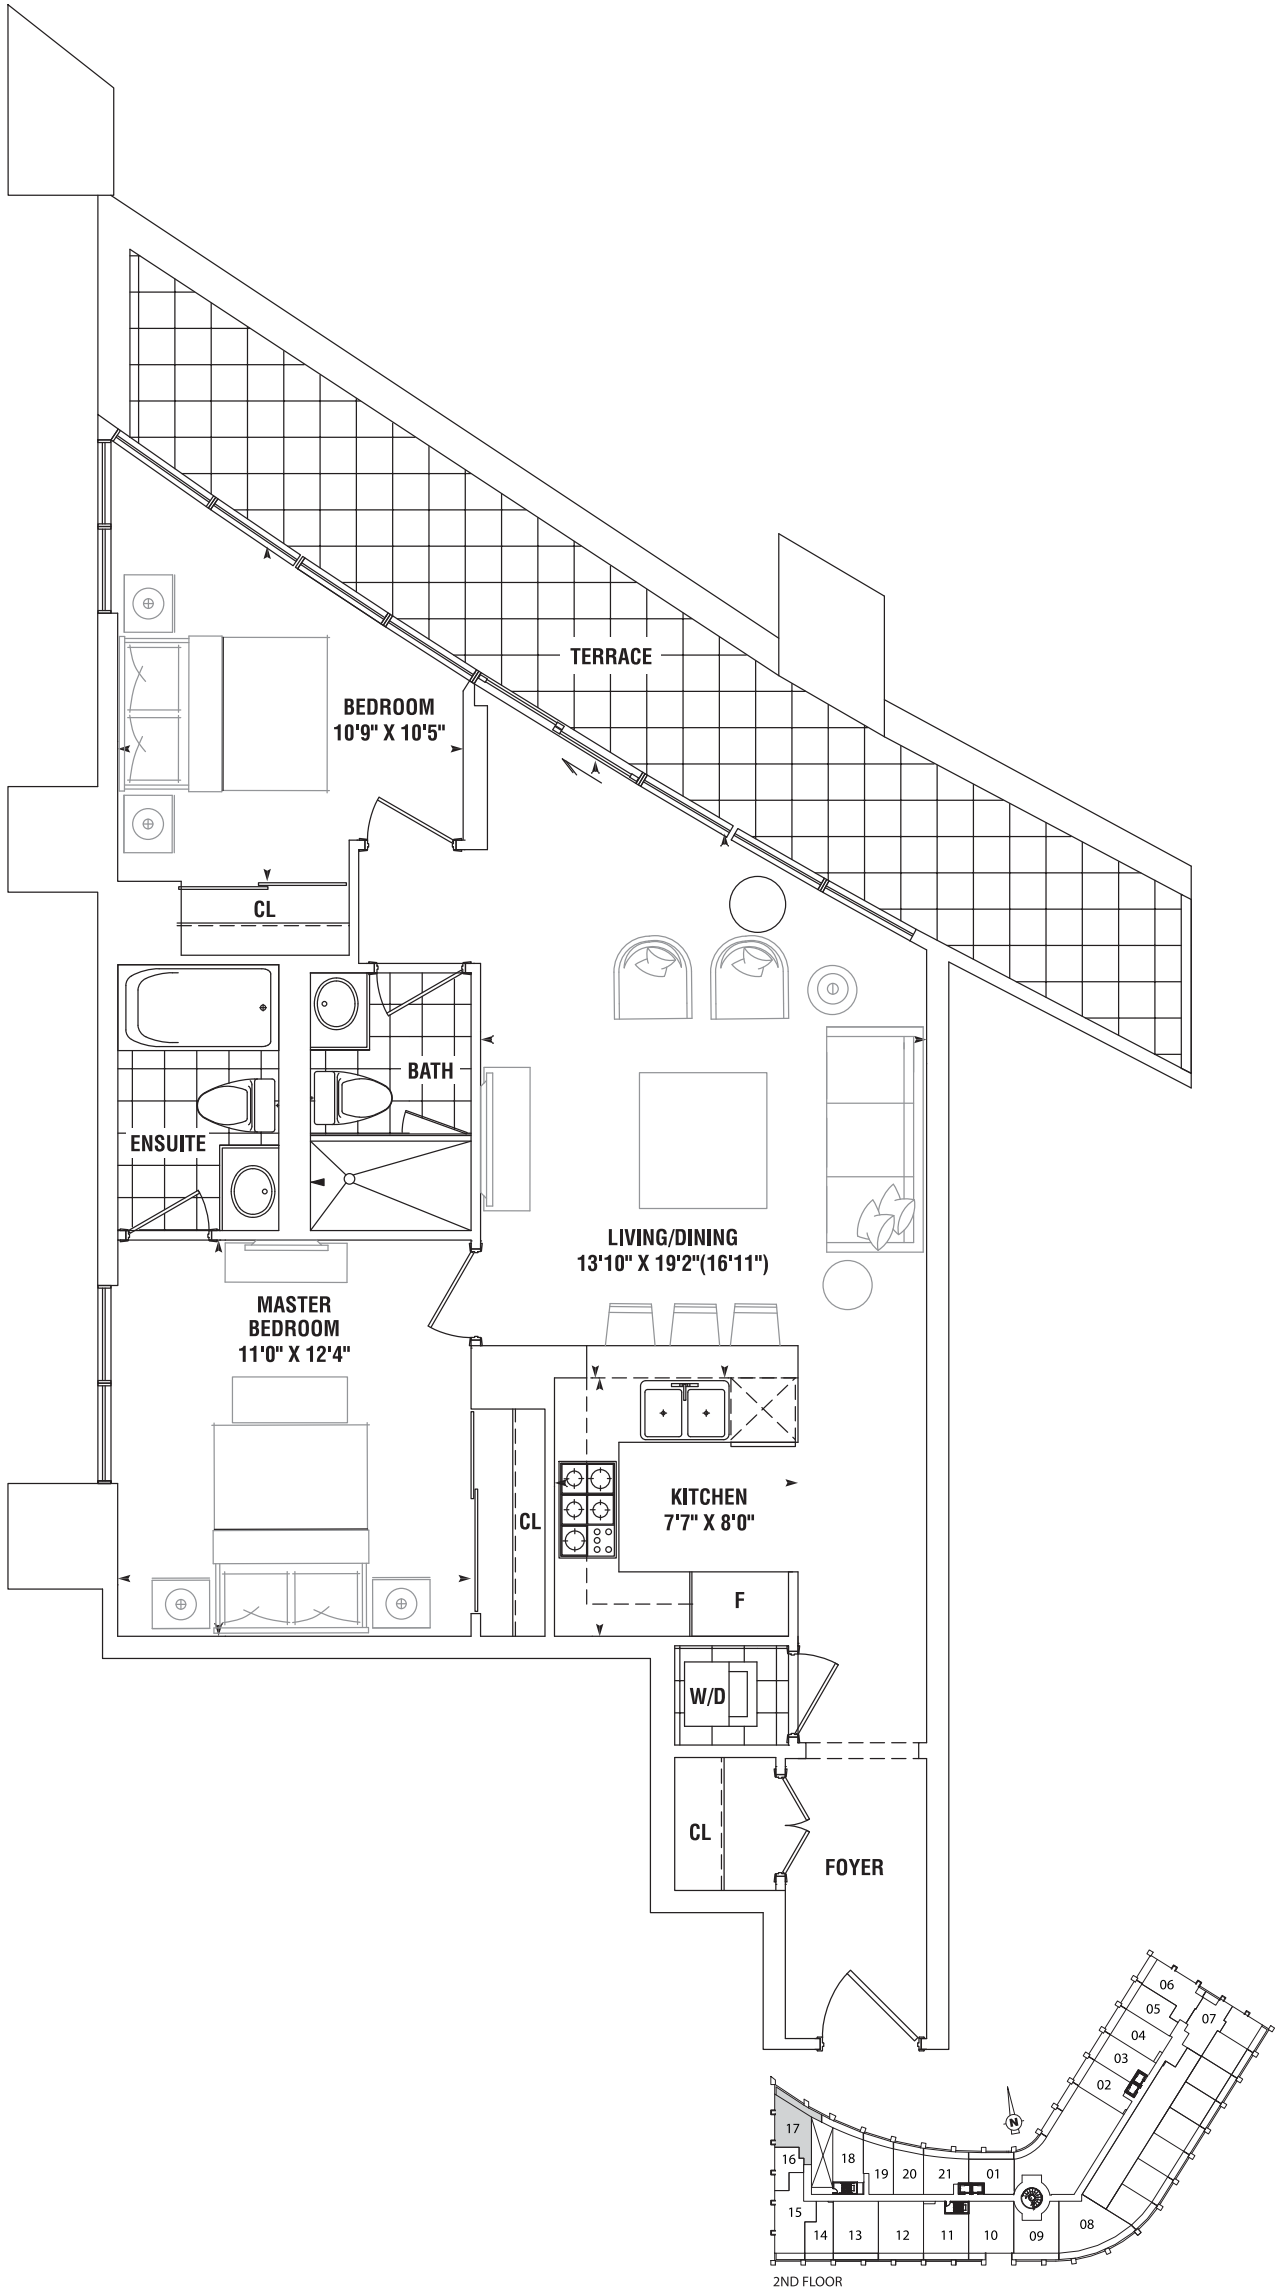 TERRACE
BEDROOM
10'9" X 10'5"
CL
BATH
ENSUITE
LIVING/DINING
13'10" X 19'2"(16'11")
MASTER
BEDROOM
11'0" X 12'4"
KITCHEN
7'7" X 8'0"
CL
F
W/D
CL
FOYER
06
07
05
04
03
02
N
17
16
18
19
20
21
01
15
14
13
12
11
10
09
08
2ND FLOOR